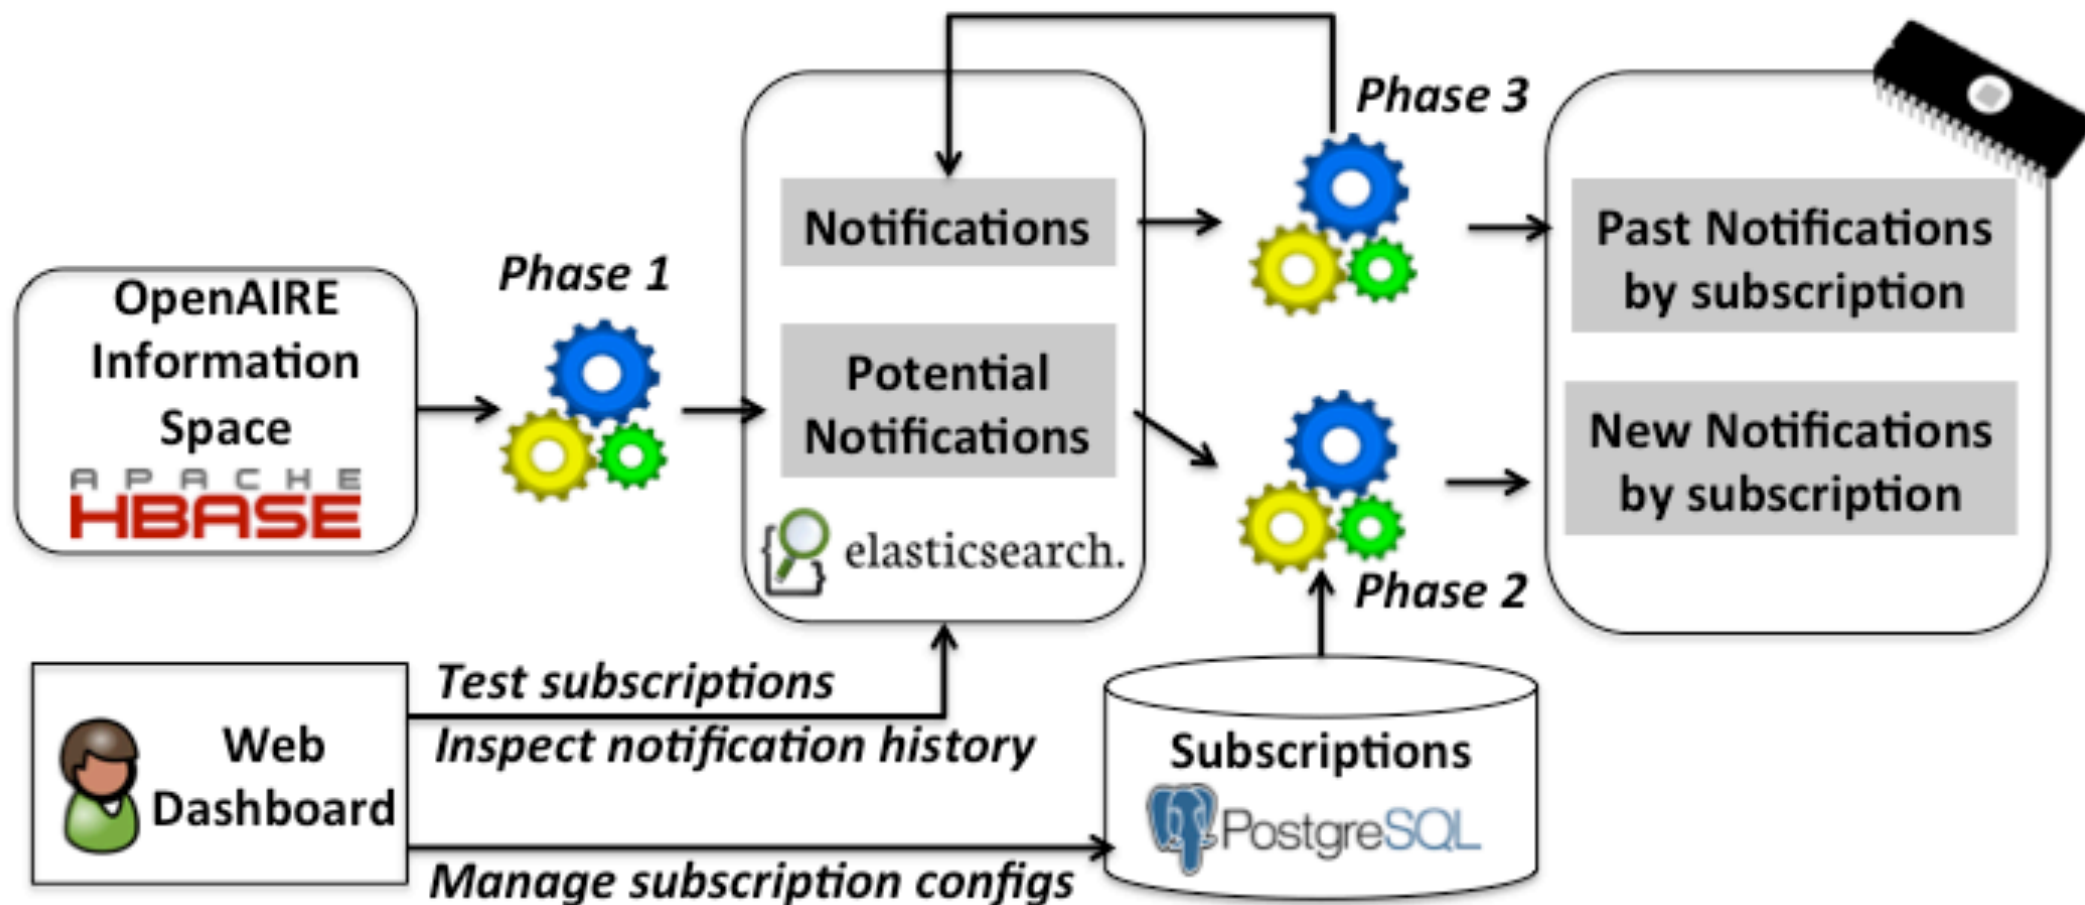 Phase 3
Notifications
Past Notifications
by subscription
Phase 1
OpenAIRE
Information
Space
APACHE
HBASE
Potential
Notifications
New Notifications
by subscription
elasticsearch.
Phase 2
Test subscriptions
Inspect notification history
Web
Dashboard
Subscriptions
PostgreSQL
Manage subscription configs